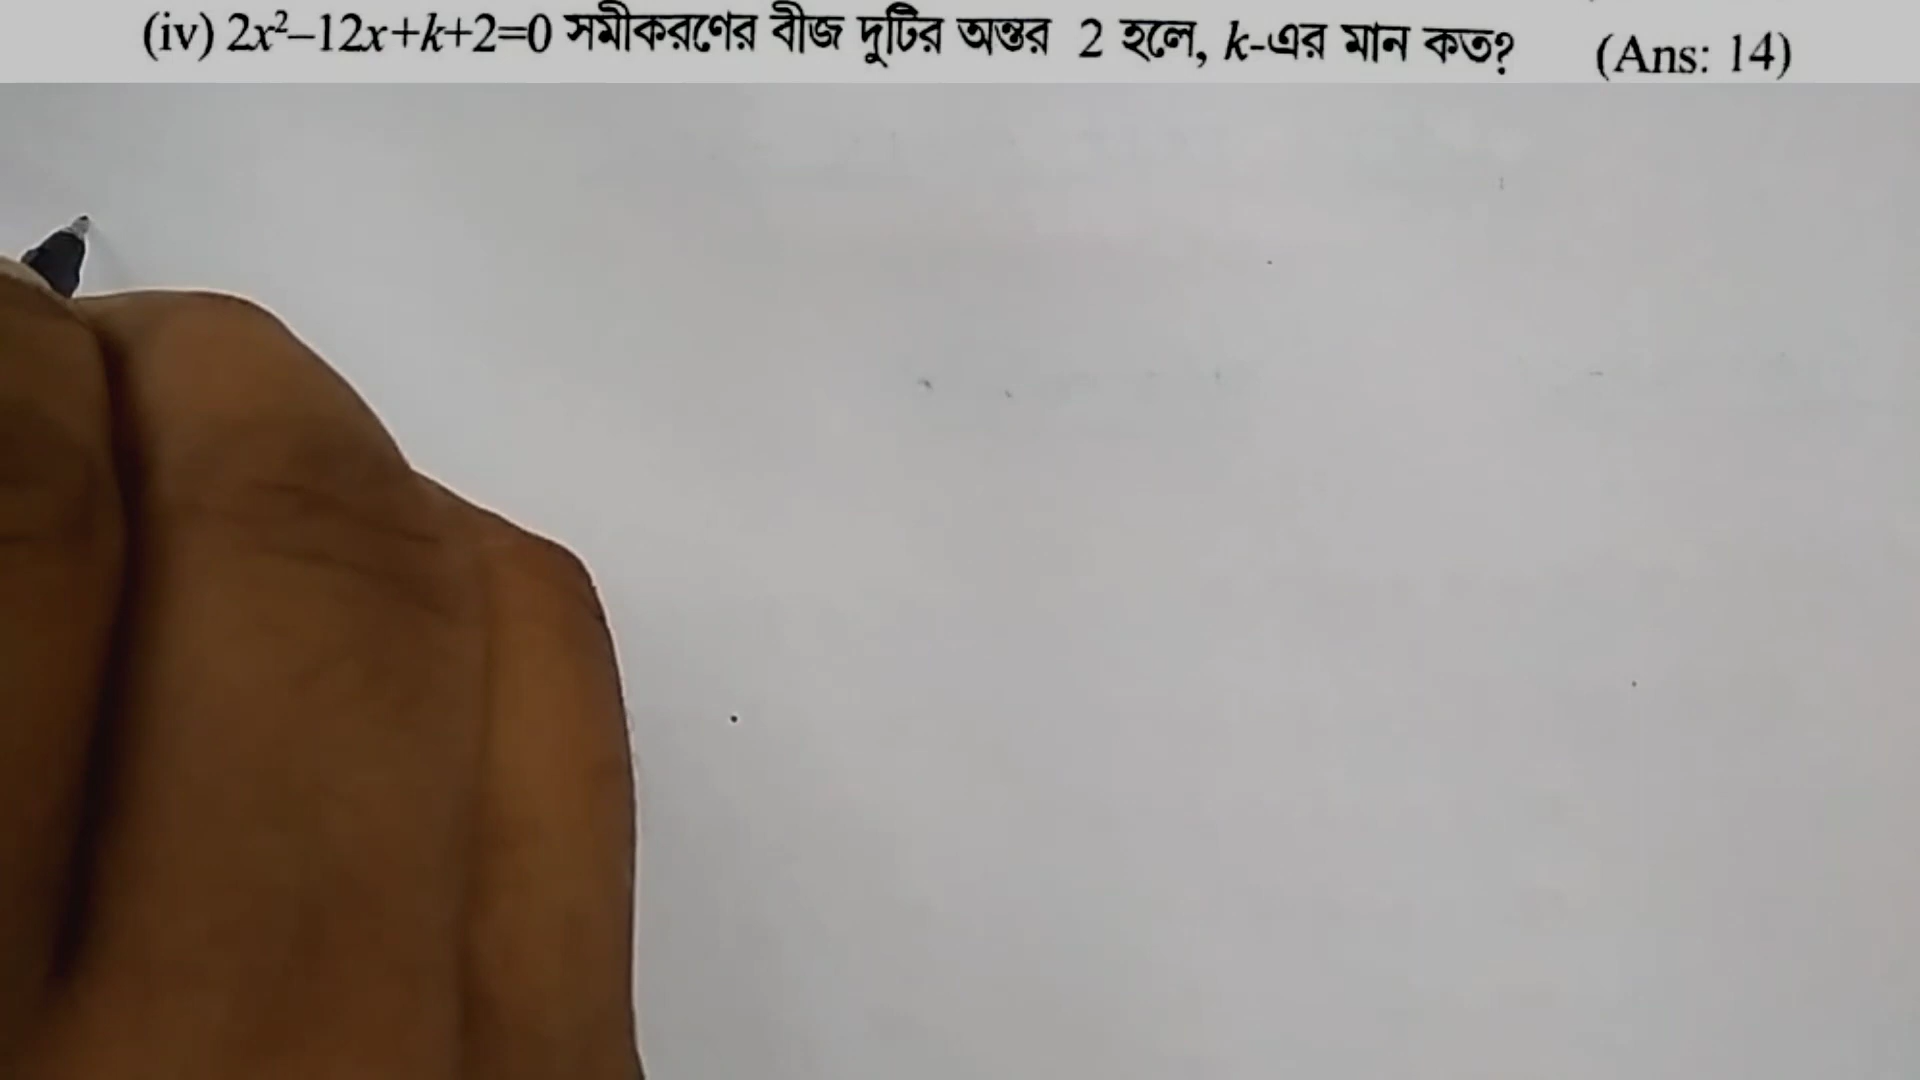 (iv) 2x²–12x+k+2=0 সমীকরণের বীজ দুটির অন্তর 2 হলে, k-এর মান কত? (Ans: 14)